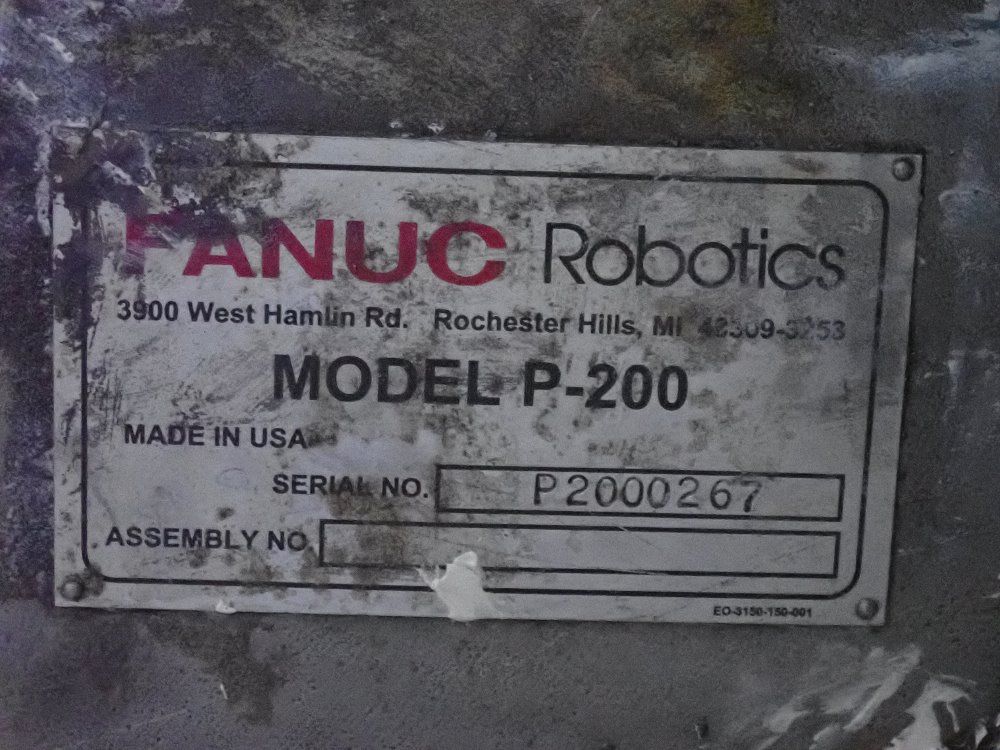 FANUC Robotics
3900 West Hamlin Rd. Rochester Hills, MI
MODEL P-200
MADE IN USA
SERIAL NO. P2000267
ASSEMBLY NO.
EO-3150-150-001